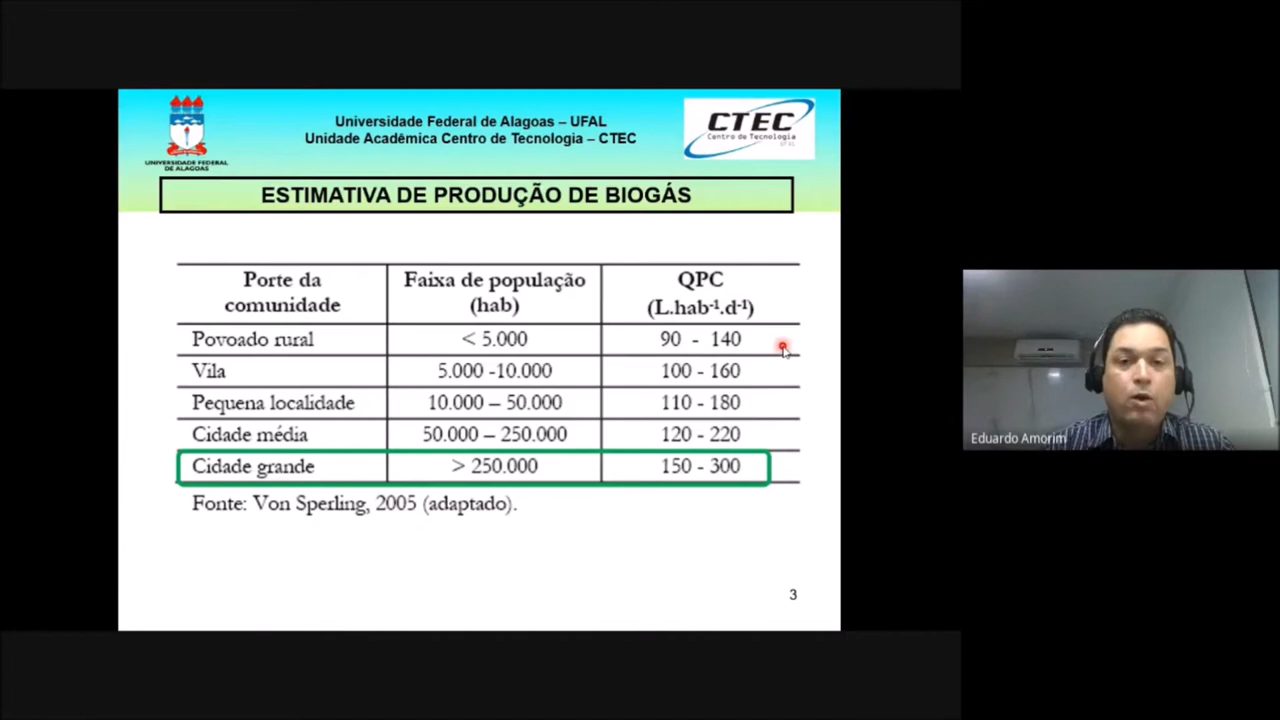 UNIVERSIDADE FEDERAL
DE ALAGOAS
Universidade Federal de Alagoas – UFAL
Unidade Acadêmica Centro de Tecnologia – CTEC
CTEC
Centro de Tecnologia
UFAL
ESTIMATIVA DE PRODUÇÃO DE BIOGÁS
Porte da comunidade | Faixa de população (hab) | QPC (L.hab⁻¹.d⁻¹)
Povoado rural | < 5.000 | 90 - 140
Vila | 5.000 -10.000 | 100 - 160
Pequena localidade | 10.000 – 50.000 | 110 - 180
Cidade média | 50.000 – 250.000 | 120 - 220
Cidade grande | > 250.000 | 150 - 300
Fonte: Von Sperling, 2005 (adaptado).
3
Eduardo Amorim